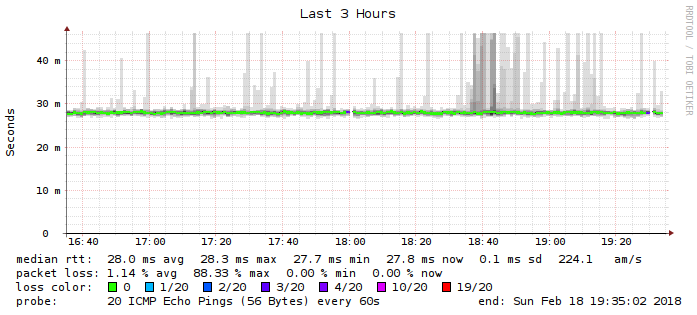 Last 3 Hours
RRDTOOL / TOBI OETIKER
Seconds
40 m
30 m
20 m
10 m
0
16:40 17:00 17:20 17:40 18:00 18:20 18:40 19:00 19:20
median rtt: 28.0 ms avg 28.3 ms max 27.7 ms min 27.8 ms now 0.1 ms sd 224.1 am/s
packet loss: 1.14 % avg 88.33 % max 0.00 % min 0.00 % now
loss color: 0 1/20 2/20 3/20 4/20 10/20 19/20
probe: 20 ICMP Echo Pings (56 Bytes) every 60s end: Sun Feb 18 19:35:02 2018